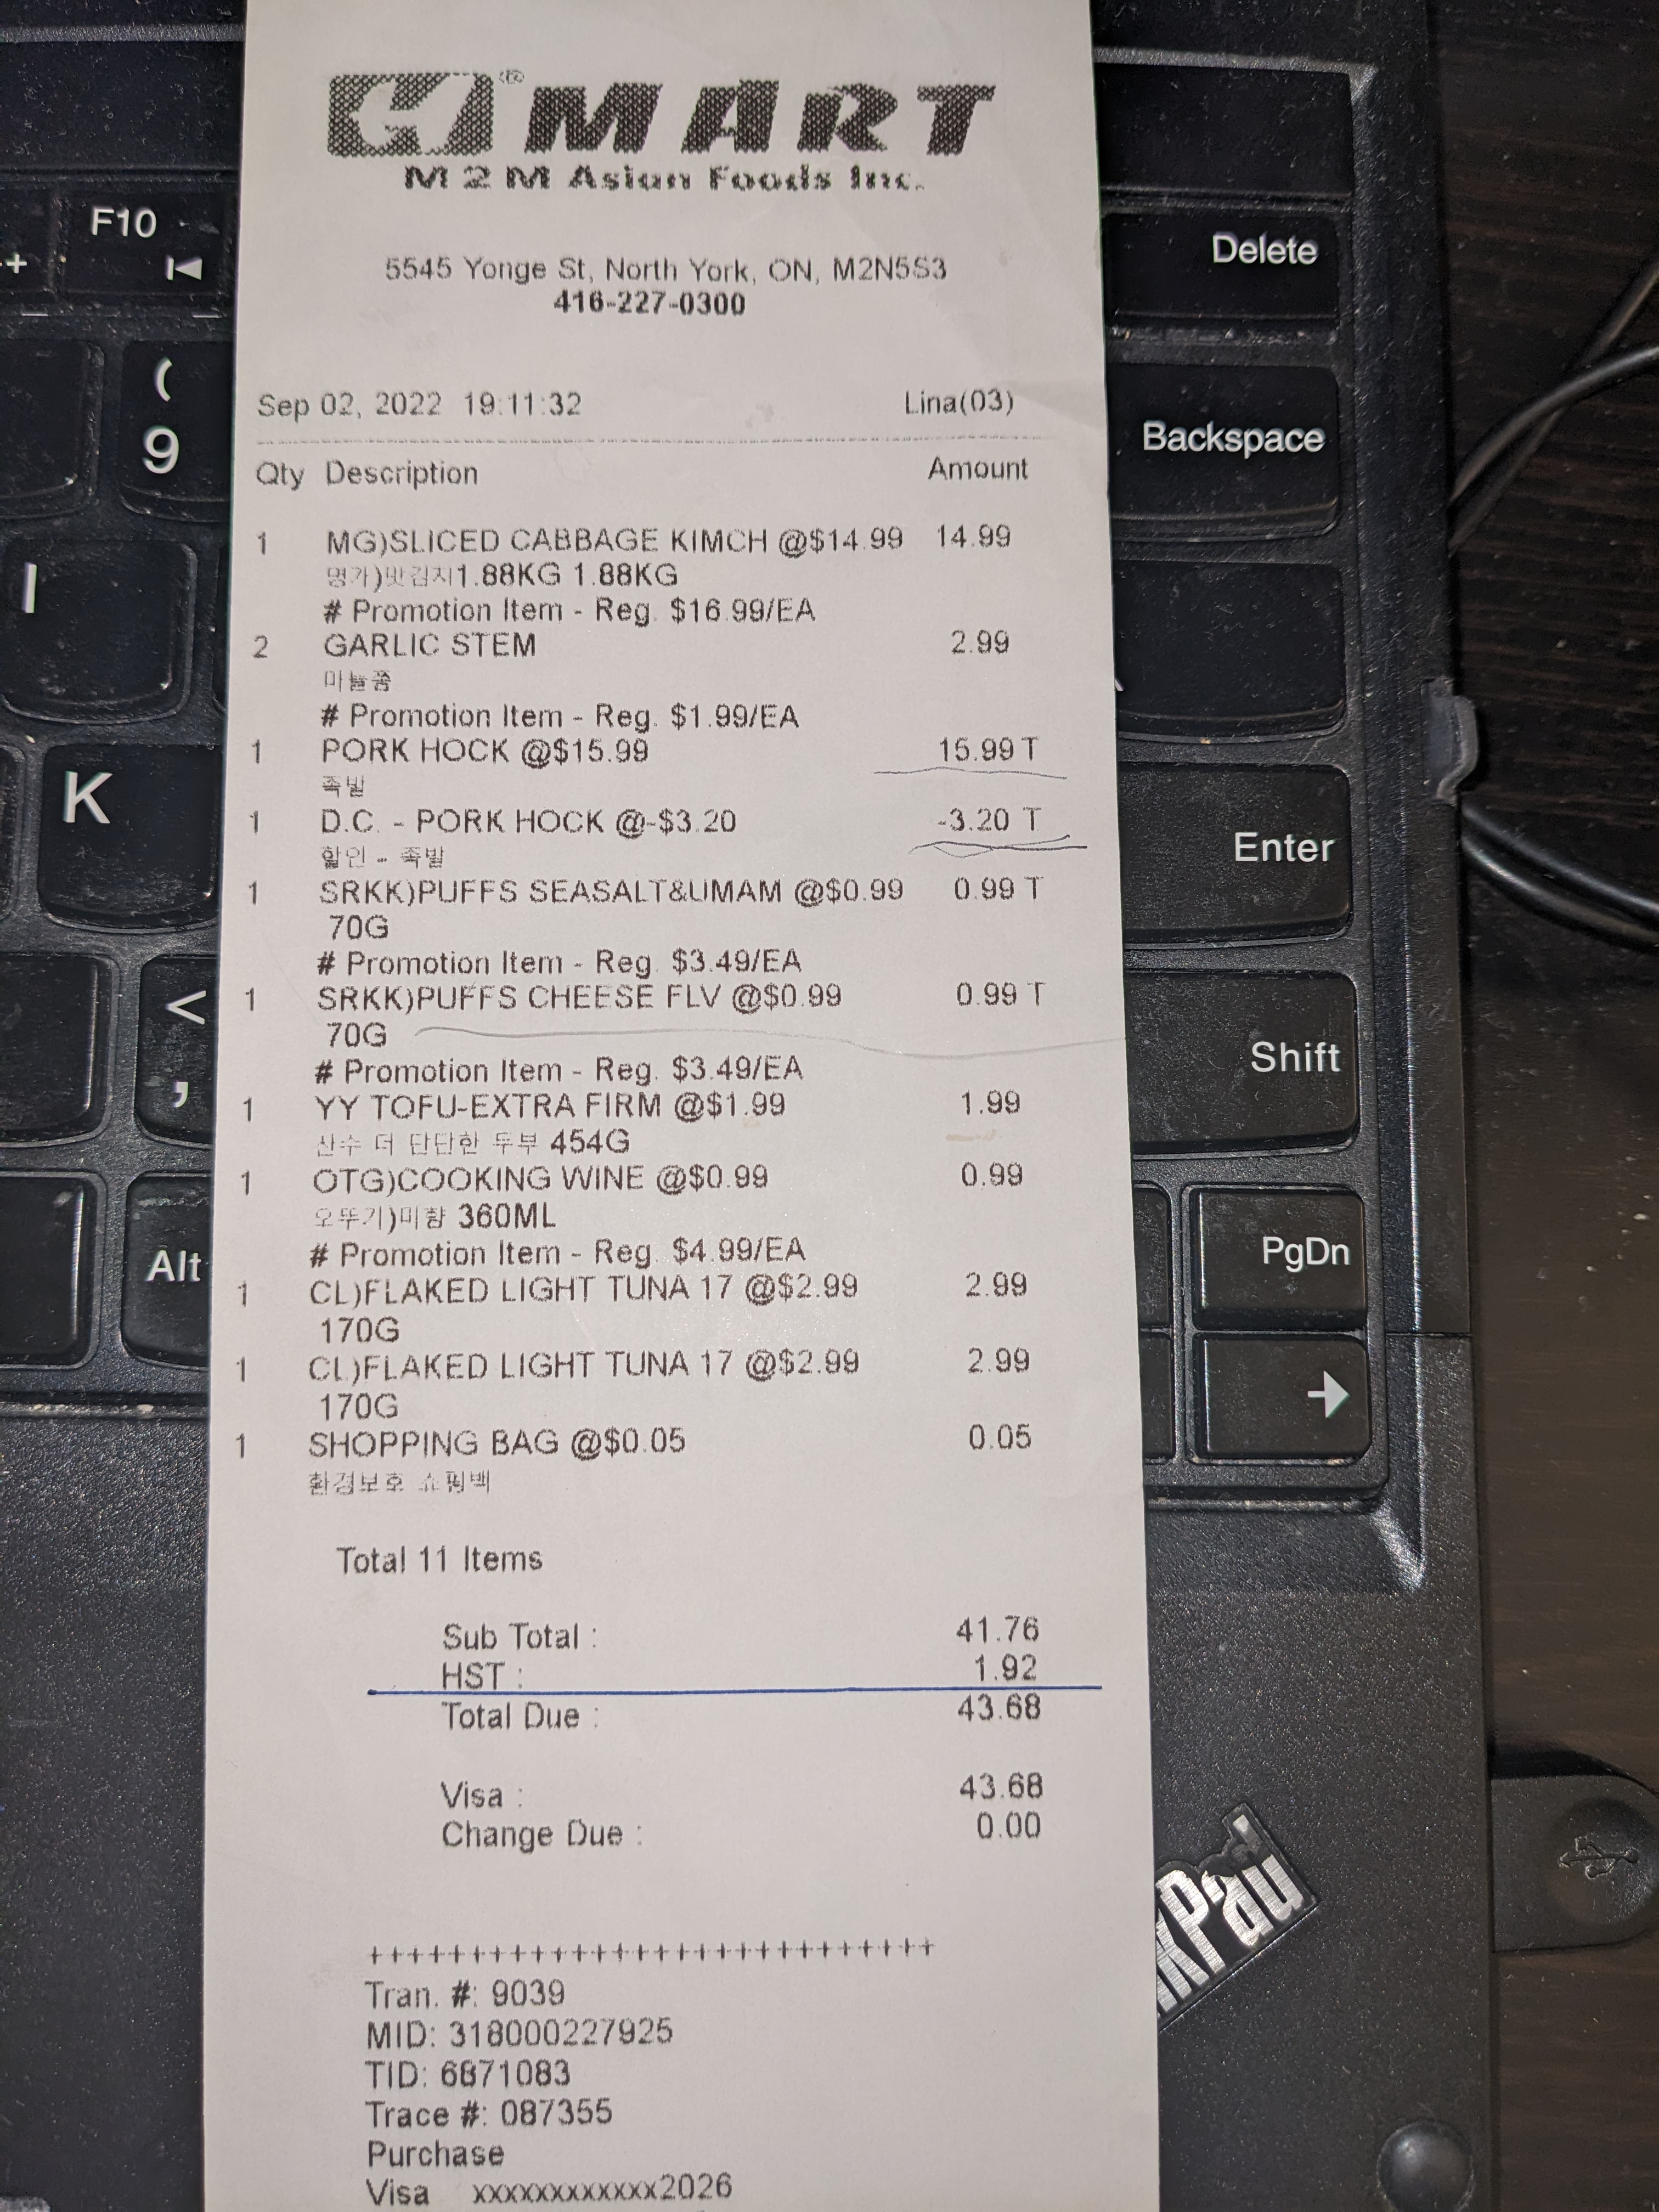 H MART
M2M Asian Foods Inc.
5545 Yonge St, North York, ON, M2N5S3
416-227-0300
Sep 02, 2022 19:11:32 Lina(03)
Qty Description Amount
1 MG)SLICED CABBAGE KIMCH @$14.99 14.99
명가)맛김치1.88KG 1.88KG
# Promotion Item - Reg. $16.99/EA
2 GARLIC STEM 2.99
마늘쫑
# Promotion Item - Reg. $1.99/EA
1 PORK HOCK @$15.99 15.99 T
족발
1 D.C. - PORK HOCK @-$3.20 -3.20 T
할인 - 족발
1 SRKK)PUFFS SEASALT&UMAM @$0.99 0.99 T
70G
# Promotion Item - Reg. $3.49/EA
1 SRKK)PUFFS CHEESE FLV @$0.99 0.99 T
70G
# Promotion Item - Reg. $3.49/EA
1 YY TOFU-EXTRA FIRM @$1.99 1.99
산수 더 단단한 두부 454G
1 OTG)COOKING WINE @$0.99 0.99
오뚜기)미향 360ML
# Promotion Item - Reg. $4.99/EA
1 CL)FLAKED LIGHT TUNA 17 @$2.99 2.99
170G
1 CL)FLAKED LIGHT TUNA 17 @$2.99 2.99
170G
1 SHOPPING BAG @$0.05 0.05
환경보호 쇼핑백
Total 11 Items
Sub Total : 41.76
HST : 1.92
Total Due : 43.68
Visa : 43.68
Change Due : 0.00
++++++++++++++++++++++++++++
Tran. #: 9039
MID: 318000227925
TID: 6871083
Trace #: 087355
Purchase
Visa xxxxxxxxxxxx2026
F10
Delete
(
9
Backspace
I
K
Enter
<
,
Shift
Alt
PgDn